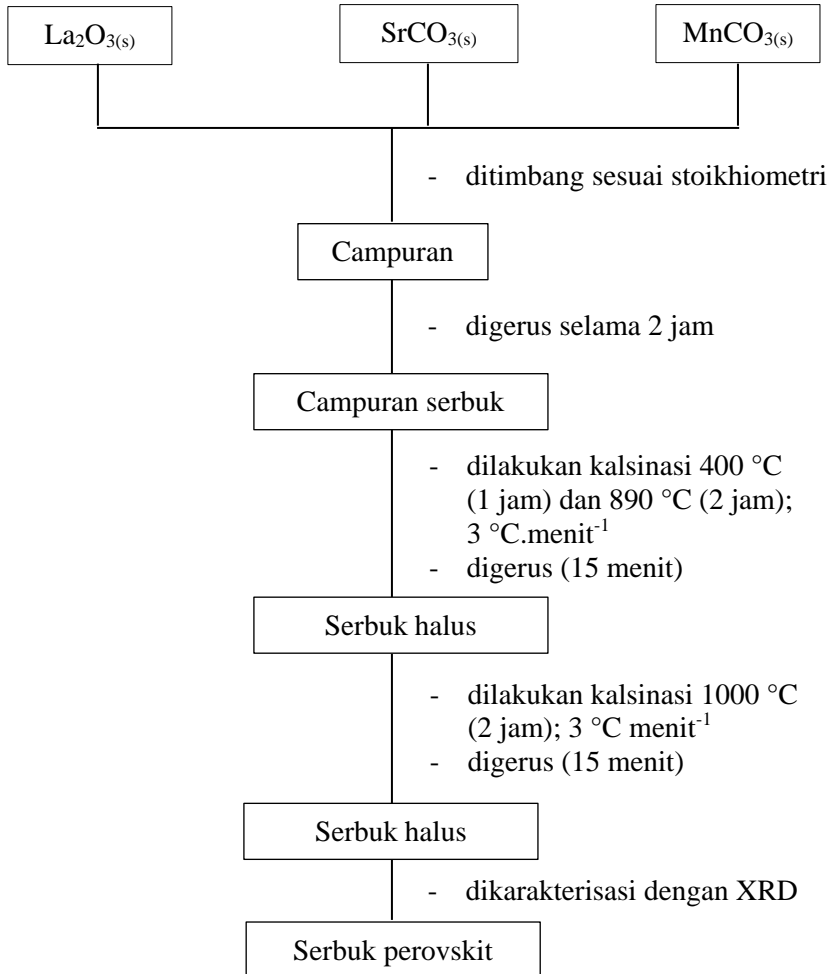 La₂O₃₍ₛ₎
SrCO₃₍ₛ₎
MnCO₃₍ₛ₎
- ditimbang sesuai stoikhiometri
Campuran
- digerus selama 2 jam
Campuran serbuk
- dilakukan kalsinasi 400 °C
(1 jam) dan 890 °C (2 jam);
3 °C.menit⁻¹
- digerus (15 menit)
Serbuk halus
- dilakukan kalsinasi 1000 °C
(2 jam); 3 °C menit⁻¹
- digerus (15 menit)
Serbuk halus
- dikarakterisasi dengan XRD
Serbuk perovskit